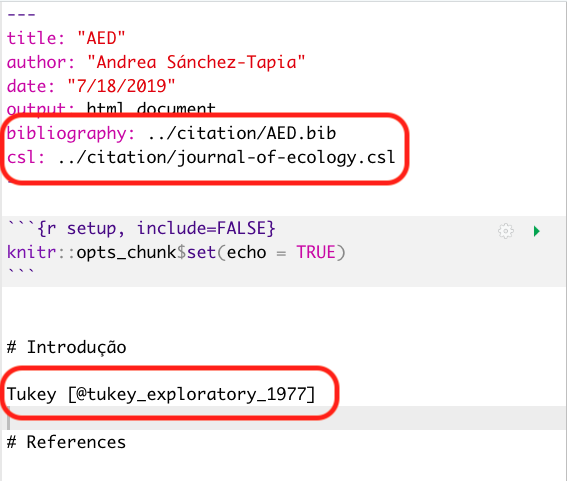 ---
title: "AED"
author: "Andrea Sánchez-Tapia"
date: "7/18/2019"
output: html_document
bibliography: ../citation/AED.bib
csl: ../citation/journal-of-ecology.csl
```{r setup, include=FALSE}
knitr::opts_chunk$set(echo = TRUE)
```
# Introdução
Tukey [@tukey_exploratory_1977]
# References